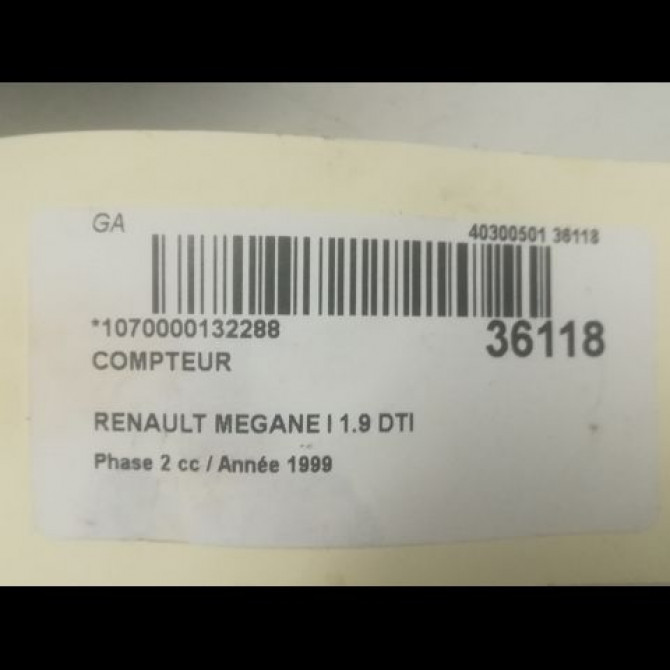 GA
40300501 36118
*1070000132288
36118
COMPTEUR
RENAULT MEGANE I 1.9 DTI
Phase 2 cc / Année 1999